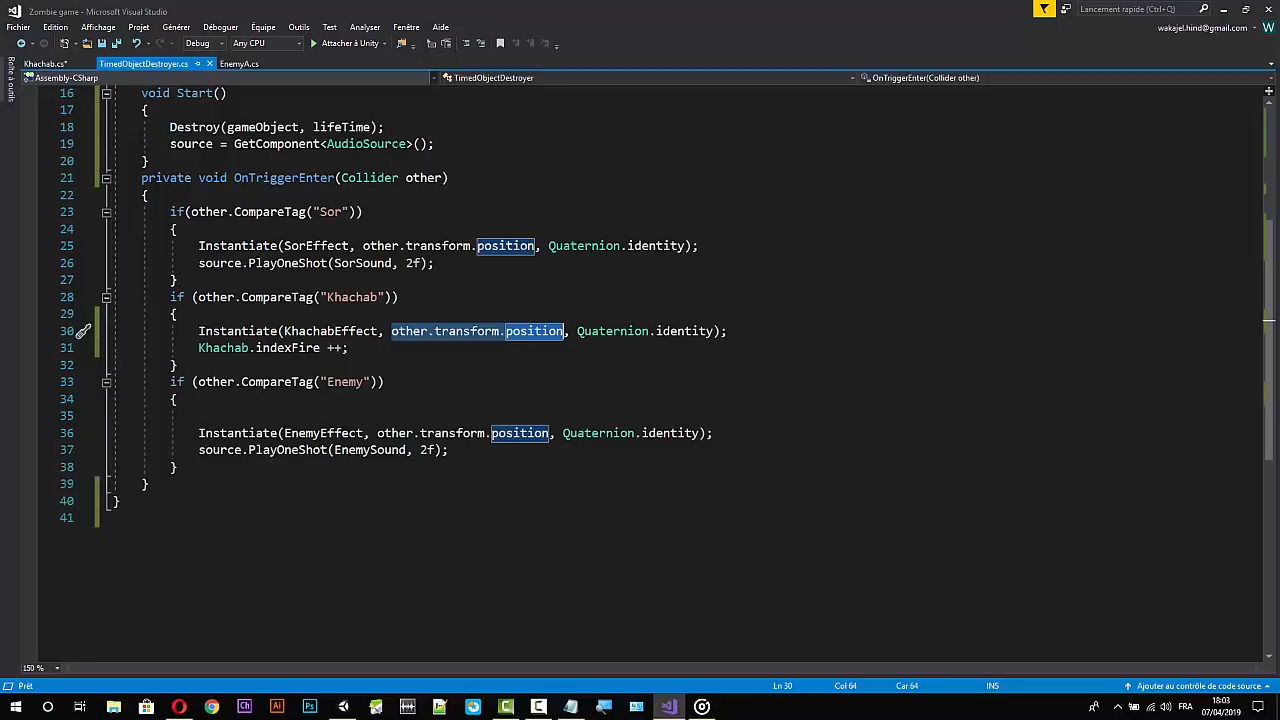 Zombie game - Microsoft Visual Studio
Lancement rapide (Ctrl+Q)
Fichier Edition Affichage Projet Générer Déboguer Equipe Outils Test Analyser Fenêtre Aide
wakajel.hind@gmail.com W
Debug Any CPU Attacher à Unity
Boîte à outils
Khachab.cs* TimedObjectDestroyer.cs EnemyA.cs
Assembly-CSharp TimedObjectDestroyer OnTriggerEnter(Collider other)
16 void Start()
17 {
18 Destroy(gameObject, lifeTime);
19 source = GetComponent<AudioSource>();
20 }
21 private void OnTriggerEnter(Collider other)
22 {
23 if(other.CompareTag("Sor"))
24 {
25 Instantiate(SorEffect, other.transform.position, Quaternion.identity);
26 source.PlayOneShot(SorSound, 2f);
27 }
28 if (other.CompareTag("Khachab"))
29 {
30 Instantiate(KhachabEffect, other.transform.position, Quaternion.identity);
31 Khachab.indexFire ++;
32 }
33 if (other.CompareTag("Enemy"))
34 {
35
36 Instantiate(EnemyEffect, other.transform.position, Quaternion.identity);
37 source.PlayOneShot(EnemySound, 2f);
38 }
39 }
40 }
41
150 %
Prêt Ln 30 Col 64 Car 64 INS Ajouter au contrôle de code source
Ch Ai Ps FRA 18:03
07/04/2019